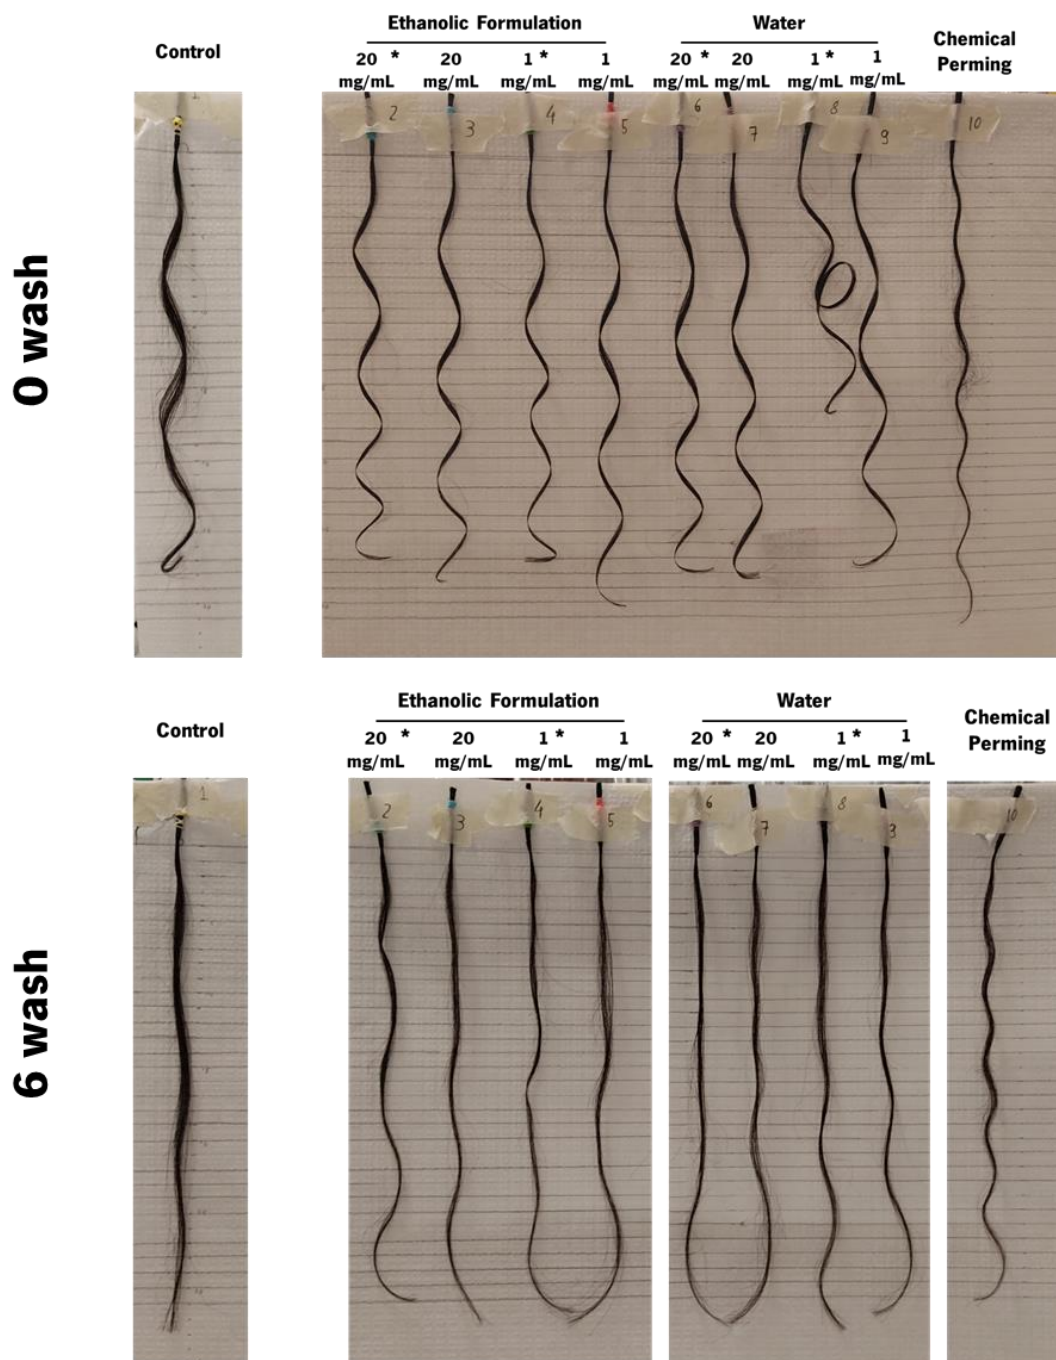 Control
Ethanolic Formulation
20 *
mg/mL
20
mg/mL
1 *
mg/mL
1
mg/mL
Water
20 *
mg/mL
20
mg/mL
1 *
mg/mL
1
mg/mL
Chemical
Perming
0 wash
2
3
4
5
6
7
8
9
10
Control
Ethanolic Formulation
20 *
mg/mL
20
mg/mL
1 *
mg/mL
1
mg/mL
Water
20 *
mg/mL
20
mg/mL
1 *
mg/mL
1
mg/mL
Chemical
Perming
6 wash
1
2
3
4
5
6
7
8
9
10